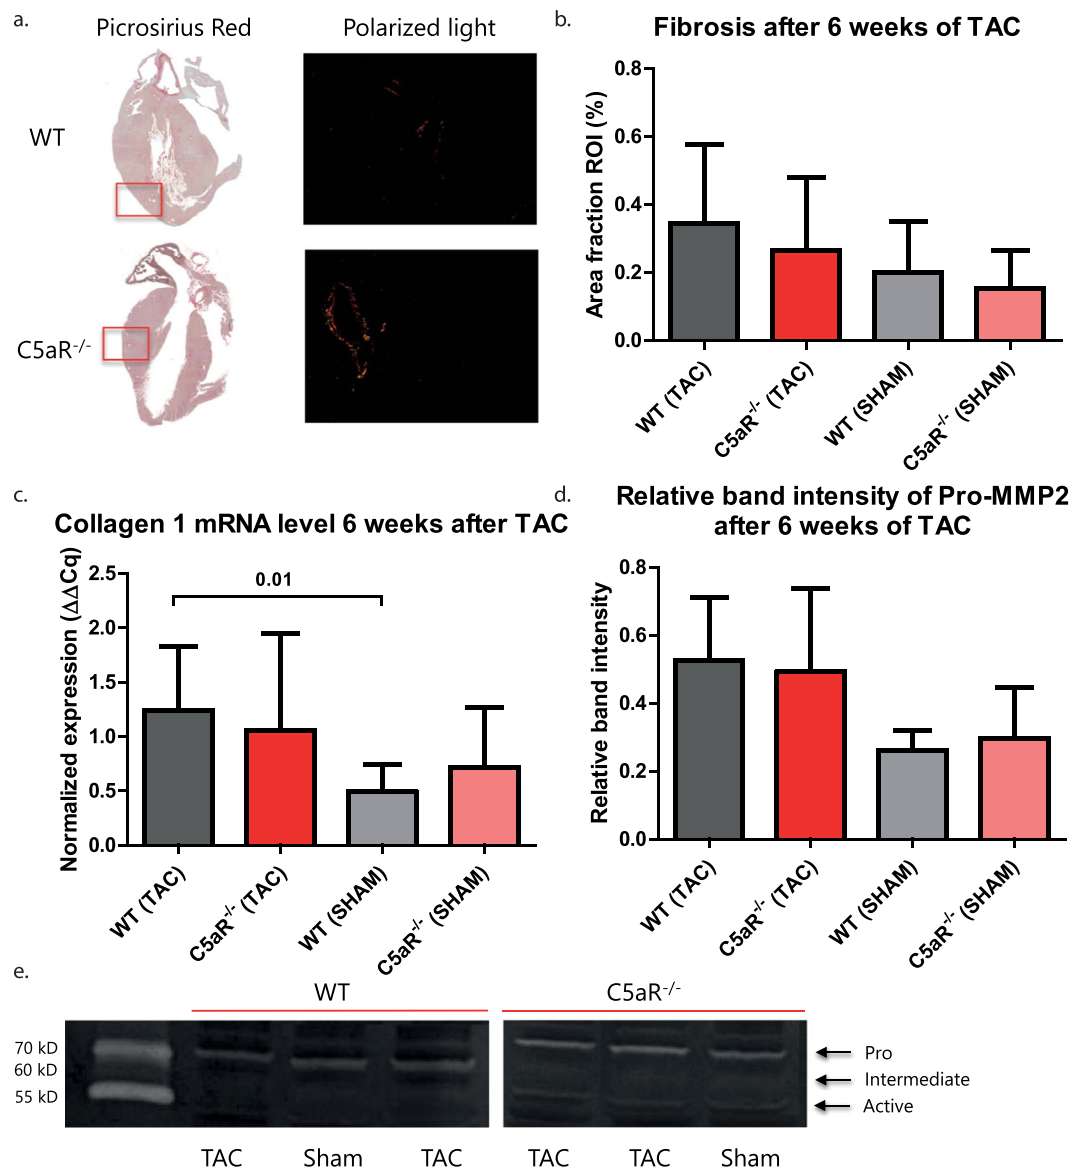 a.
Picrosirius Red
Polarized light
WT
C5aR-/-
b.
Fibrosis after 6 weeks of TAC
Area fraction ROI (%)
0.8
0.6
0.4
0.2
0.0
WT (TAC)
C5aR-/- (TAC)
WT (SHAM)
C5aR-/- (SHAM)
c.
Collagen 1 mRNA level 6 weeks after TAC
Normalized expression (ΔΔCq)
2.5
2.0
1.5
1.0
0.5
0.0
0.01
WT (TAC)
C5aR-/- (TAC)
WT (SHAM)
C5aR-/- (SHAM)
d.
Relative band intensity of Pro-MMP2
after 6 weeks of TAC
Relative band intensity
0.8
0.6
0.4
0.2
0.0
WT (TAC)
C5aR-/- (TAC)
WT (SHAM)
C5aR-/- (SHAM)
e.
WT
C5aR-/-
70 kD
60 kD
55 kD
Pro
Intermediate
Active
TAC
Sham
TAC
TAC
TAC
Sham